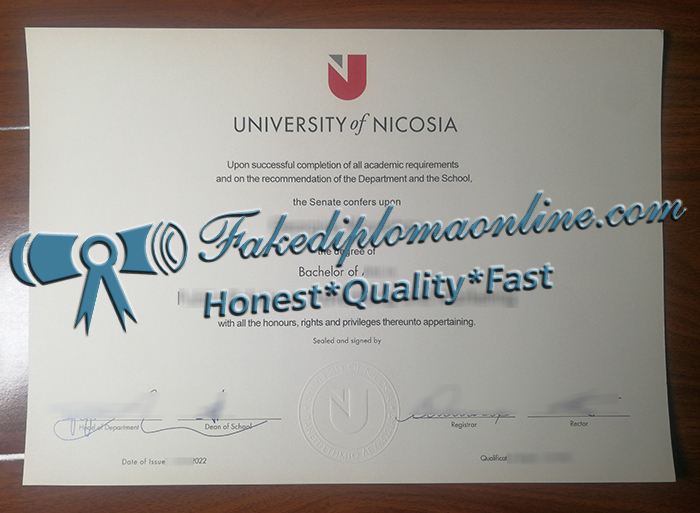 UNIVERSITY of NICOSIA
Upon successful completion of all academic requirements
and on the recommendation of the Department and the School,
the Senate confers upon
Fakediplomaonline.com
the degree of
Bachelor of
Honest*Quality*Fast
with all the honours, rights and privileges thereunto appertaining.
Sealed and signed by
Head of Department
Dean of School
Registrar
Rector
Date of Issue
2022